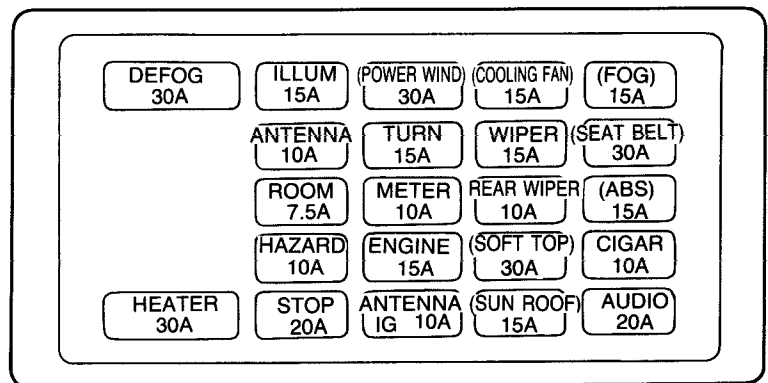 DEFOG
30A
ILLUM
15A
(POWER WIND)
30A
(COOLING FAN)
15A
(FOG)
15A
ANTENNA
10A
TURN
15A
WIPER
15A
(SEAT BELT)
30A
ROOM
7.5A
METER
10A
REAR WIPER
10A
(ABS)
15A
HAZARD
10A
ENGINE
15A
(SOFT TOP)
30A
CIGAR
10A
HEATER
30A
STOP
20A
ANTENNA
IG 10A
(SUN ROOF)
15A
AUDIO
20A